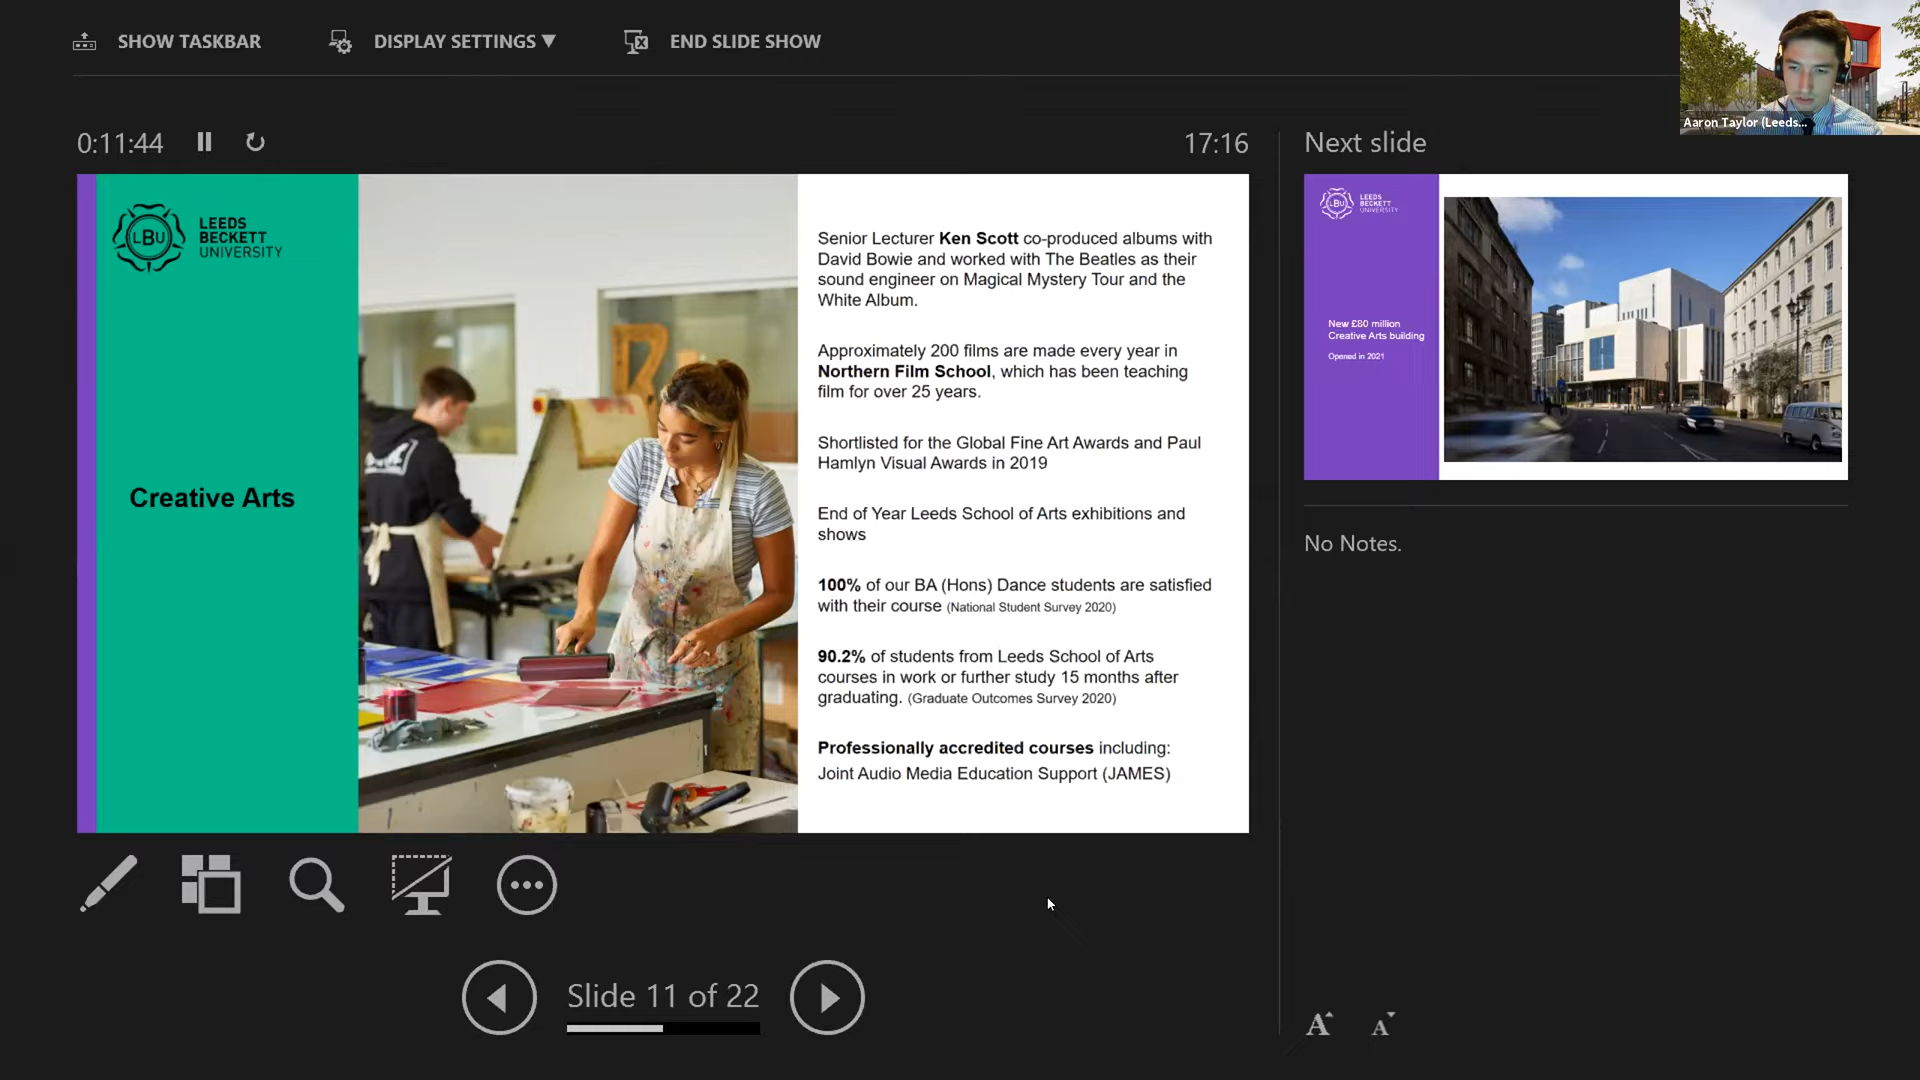 SHOW TASKBAR
DISPLAY SETTINGS ▼
END SLIDE SHOW
Aaron Taylor (Leeds...
0:11:44
17:16
Next slide
LBU
LEEDS
BECKETT
UNIVERSITY
Creative Arts
Senior Lecturer Ken Scott co-produced albums with
David Bowie and worked with The Beatles as their
sound engineer on Magical Mystery Tour and the
White Album.
Approximately 200 films are made every year in
Northern Film School, which has been teaching
film for over 25 years.
Shortlisted for the Global Fine Art Awards and Paul
Hamlyn Visual Awards in 2019
End of Year Leeds School of Arts exhibitions and
shows
100% of our BA (Hons) Dance students are satisfied
with their course (National Student Survey 2020)
90.2% of students from Leeds School of Arts
courses in work or further study 15 months after
graduating. (Graduate Outcomes Survey 2020)
Professionally accredited courses including:
Joint Audio Media Education Support (JAMES)
LBU
LEEDS
BECKETT
UNIVERSITY
New £80 million
Creative Arts building
Opened in 2021
No Notes.
Slide 11 of 22
A A